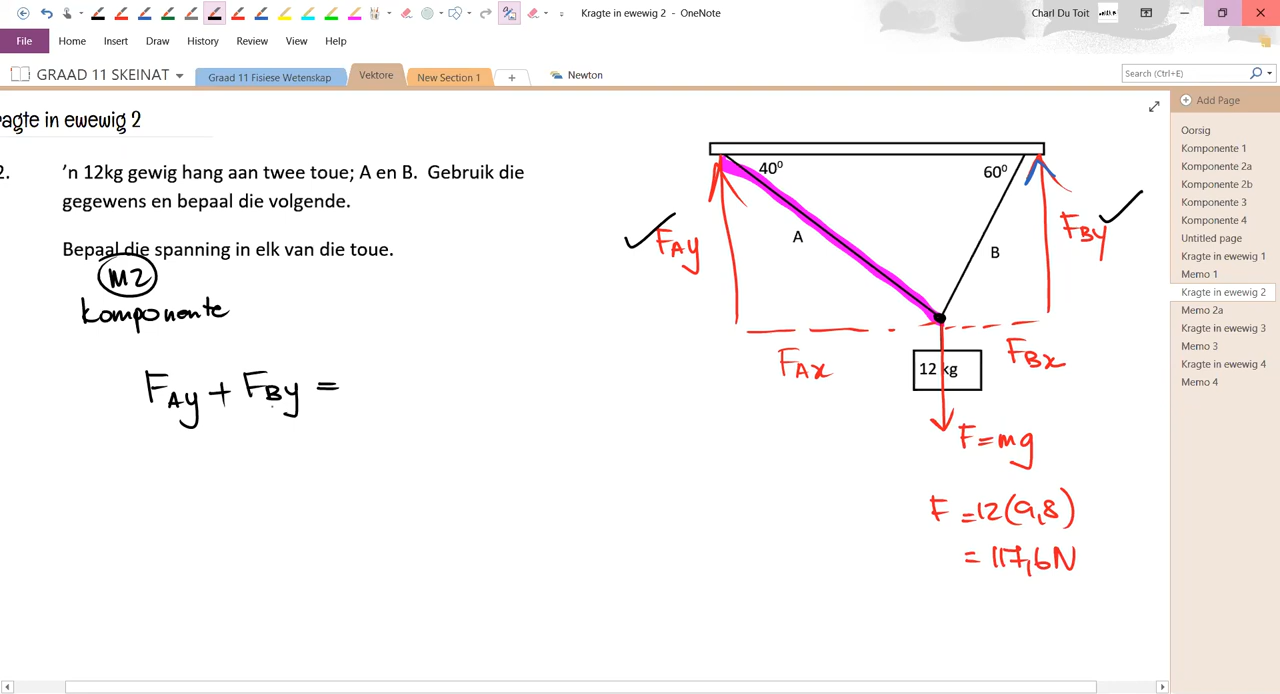 Kragte in ewewig 2 - OneNote
Charl Du Toit
File Home Insert Draw History Review View Help
GRAAD 11 SKEINAT
Graad 11 Fisiese Wetenskap
Vektore
New Section 1
+
Newton
Search (Ctrl+E)
Add Page
ragte in ewewig 2
Oorsig
Komponente 1
Komponente 2a
Komponente 2b
Komponente 3
Komponente 4
Untitled page
Kragte in ewewig 1
Memo 1
Kragte in ewewig 2
Memo 2a
Kragte in ewewig 3
Memo 3
Kragte in ewewig 4
Memo 4
2. 'n 12kg gewig hang aan twee toue; A en B. Gebruik die
gegewens en bepaal die volgende.
Bepaal die spanning in elk van die toue.
M2
komponente
FAy + FBy =
40⁰
60⁰
FAy
A
B
FBy
FAx
FBx
12 kg
F = mg
F = 12(9,8)
= 117,6N